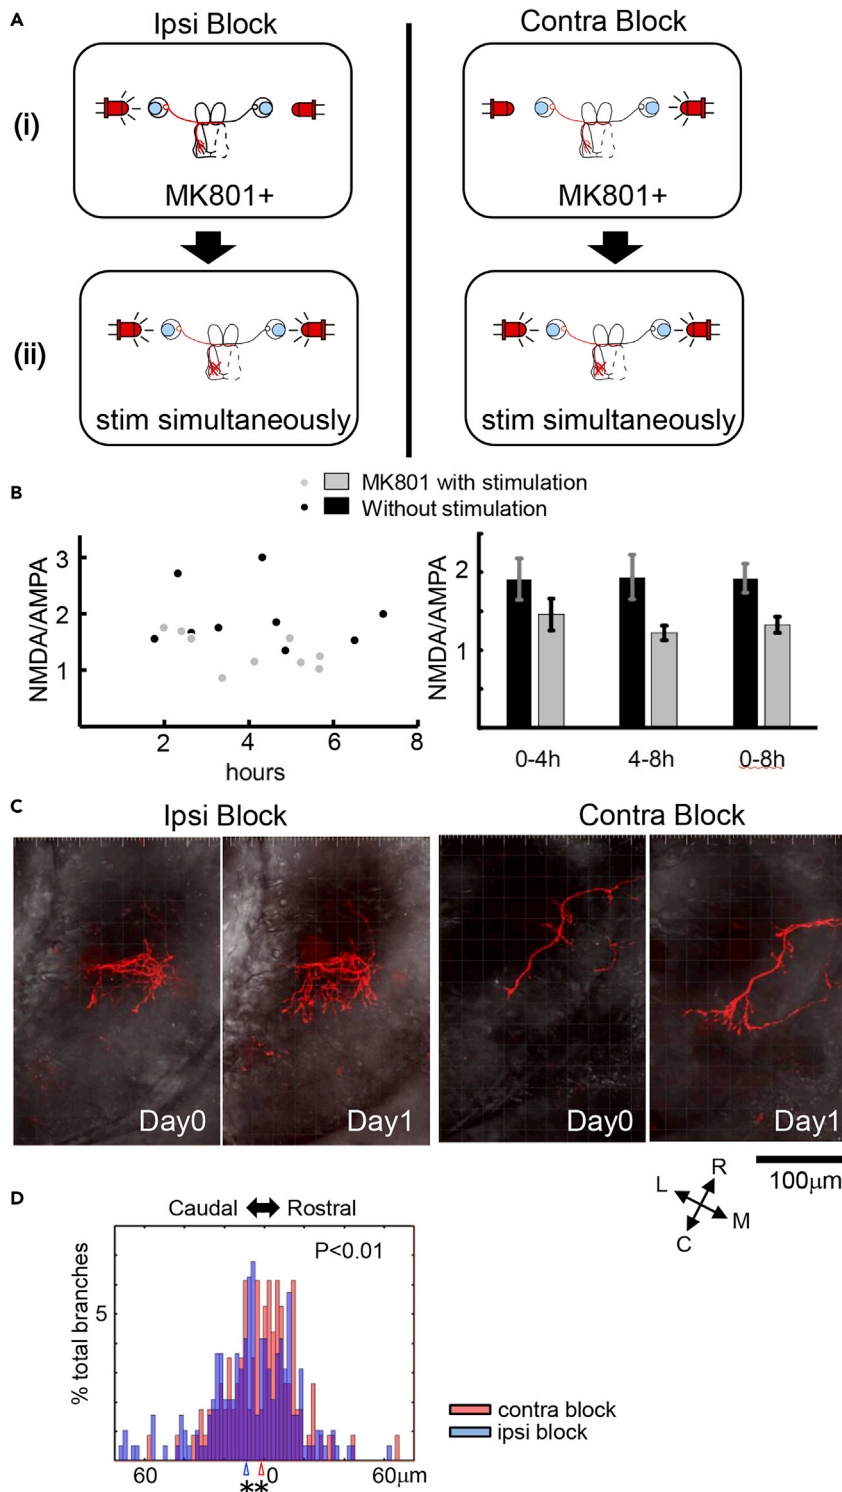 A
Ipsi Block
Contra Block
(i)
MK801+
MK801+
(ii)
stim simultaneously
stim simultaneously
B
MK801 with stimulation
Without stimulation
NMDA/AMPA
3
2
1
2
4
6
8
hours
NMDA/AMPA
2
1
0-4h
4-8h
0-8h
C
Ipsi Block
Contra Block
Day0
Day1
Day0
Day1
R
L
M
C
100μm
D
Caudal
Rostral
P<0.01
% total branches
5
60
0
60μm
**
contra block
ipsi block